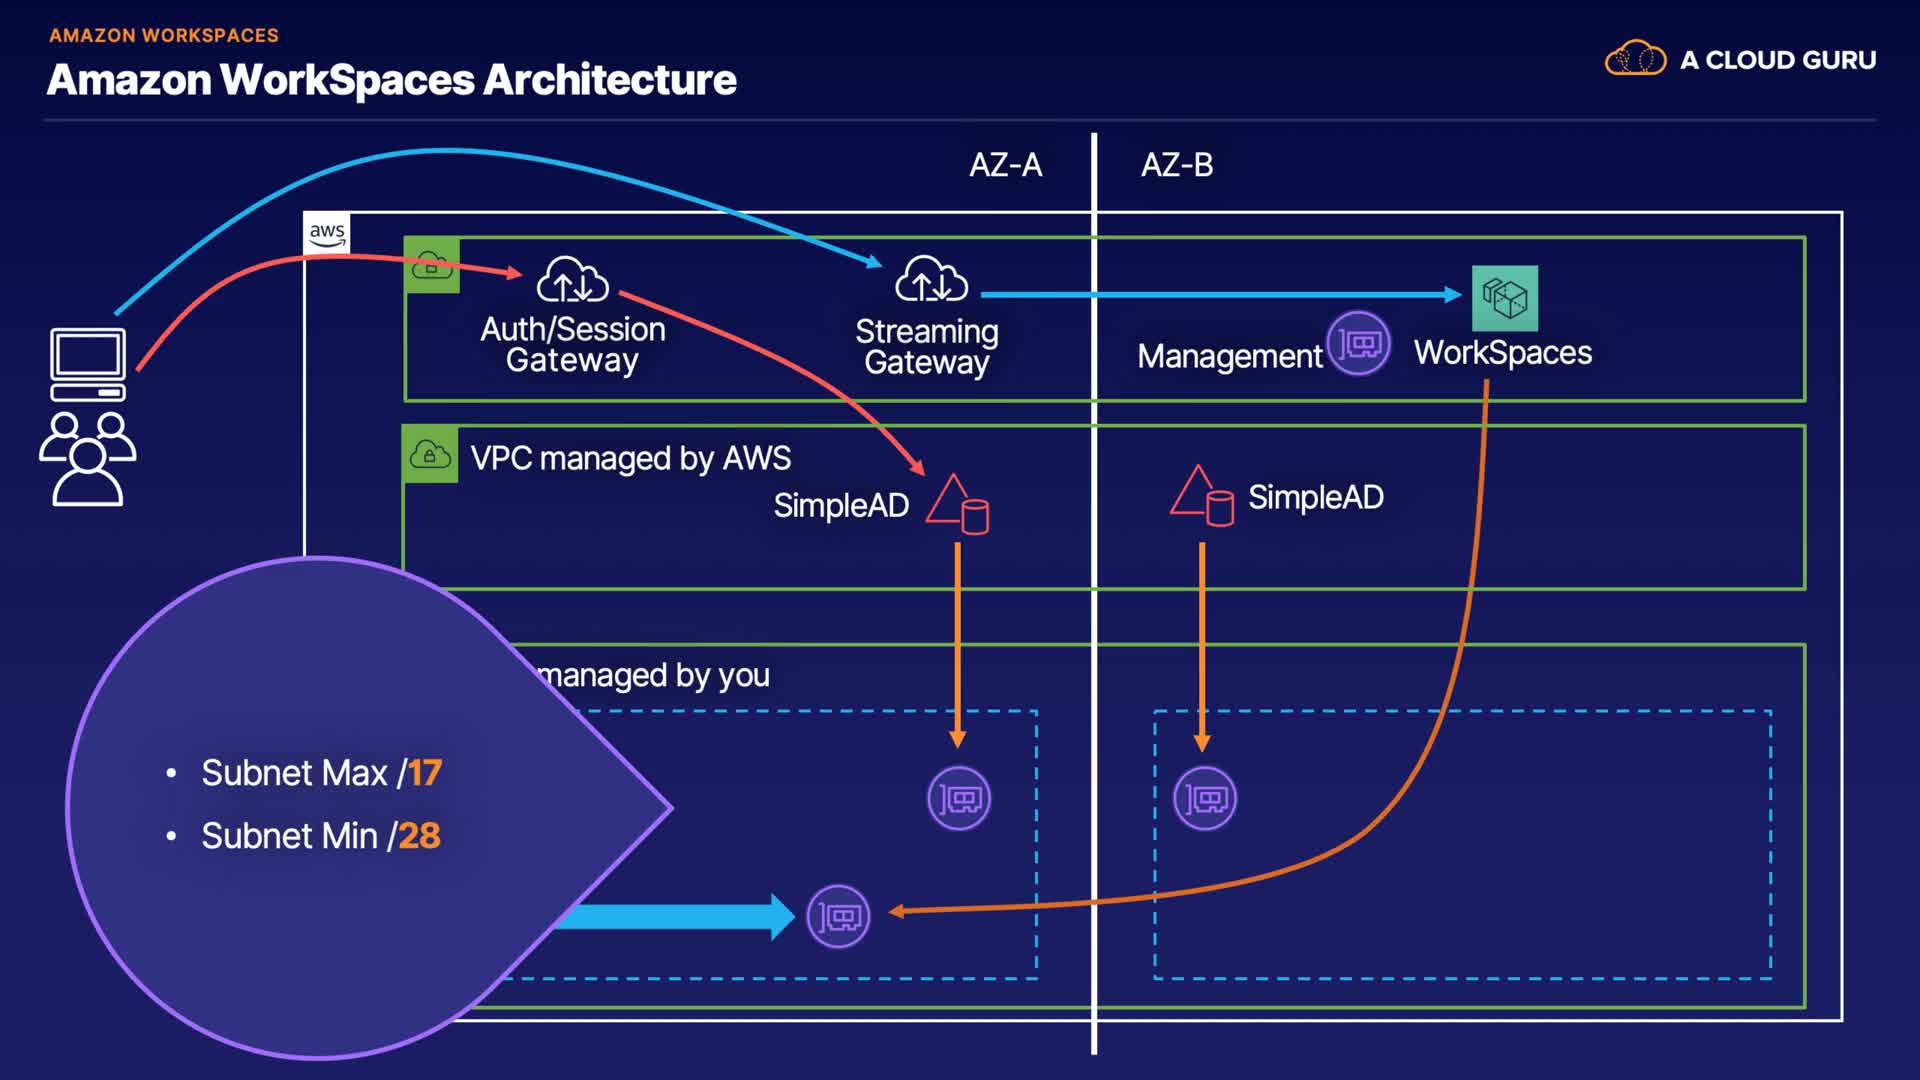 AMAZON WORKSPACES
Amazon WorkSpaces Architecture
A CLOUD GURU
AZ-A
AZ-B
aws
Auth/Session
Gateway
Streaming
Gateway
Management
WorkSpaces
VPC managed by AWS
SimpleAD
SimpleAD
managed by you
• Subnet Max /17
• Subnet Min /28